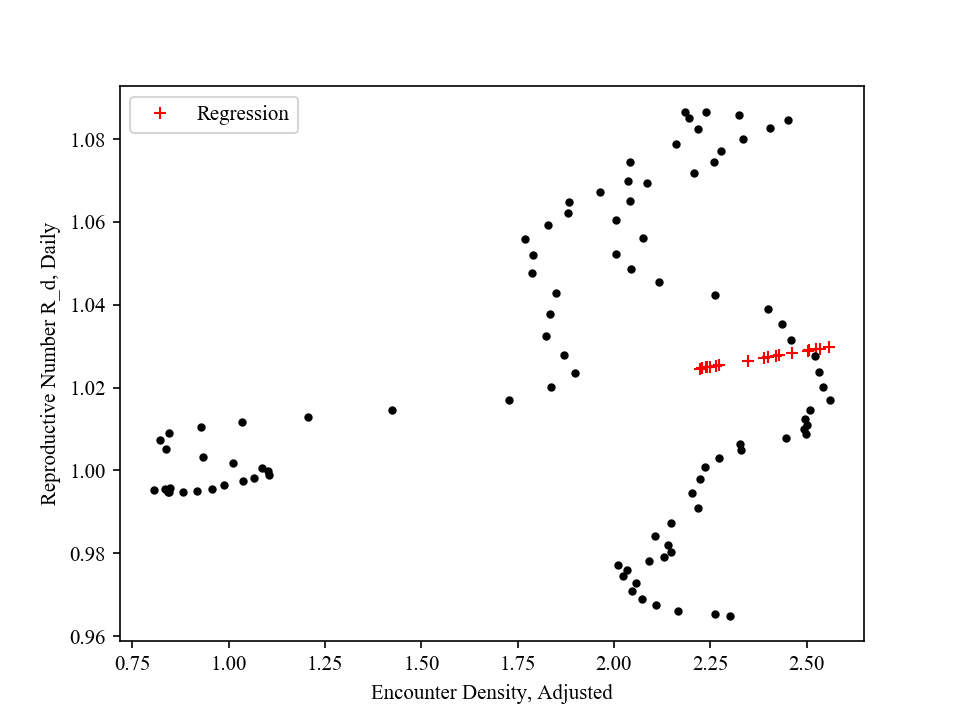 Regression
1.08
1.06
1.04
1.02
1.00
0.98
0.96
Reproductive Number R_d, Daily
0.75 1.00 1.25 1.50 1.75 2.00 2.25 2.50
Encounter Density, Adjusted